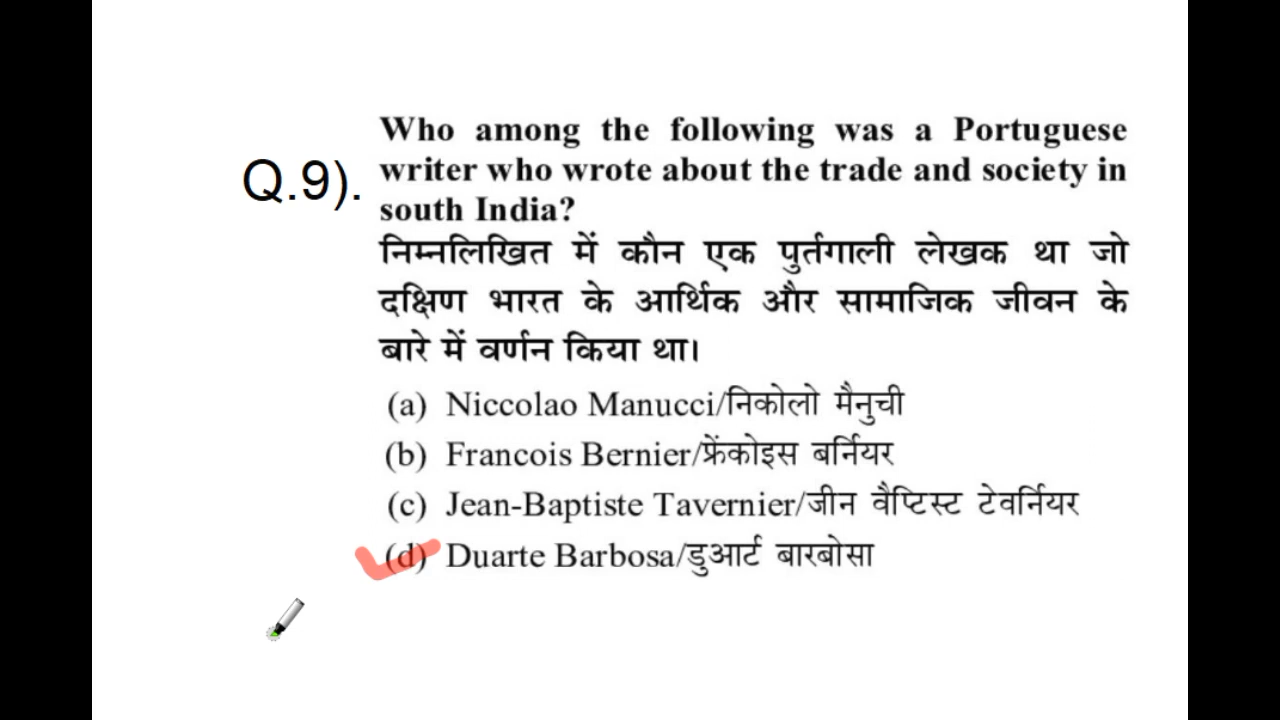 Q.9).
Who among the following was a Portuguese
writer who wrote about the trade and society in
south India?
निम्नलिखित में कौन एक पुर्तगाली लेखक था जो
दक्षिण भारत के आर्थिक और सामाजिक जीवन के
बारे में वर्णन किया था।
(a) Niccolao Manucci/निकोलो मैनुची
(b) Francois Bernier/फ्रेंकोइस बर्नियर
(c) Jean-Baptiste Tavernier/जीन वैप्टिस्ट टेवर्नियर
(d) Duarte Barbosa/डुआर्ट बारबोसा